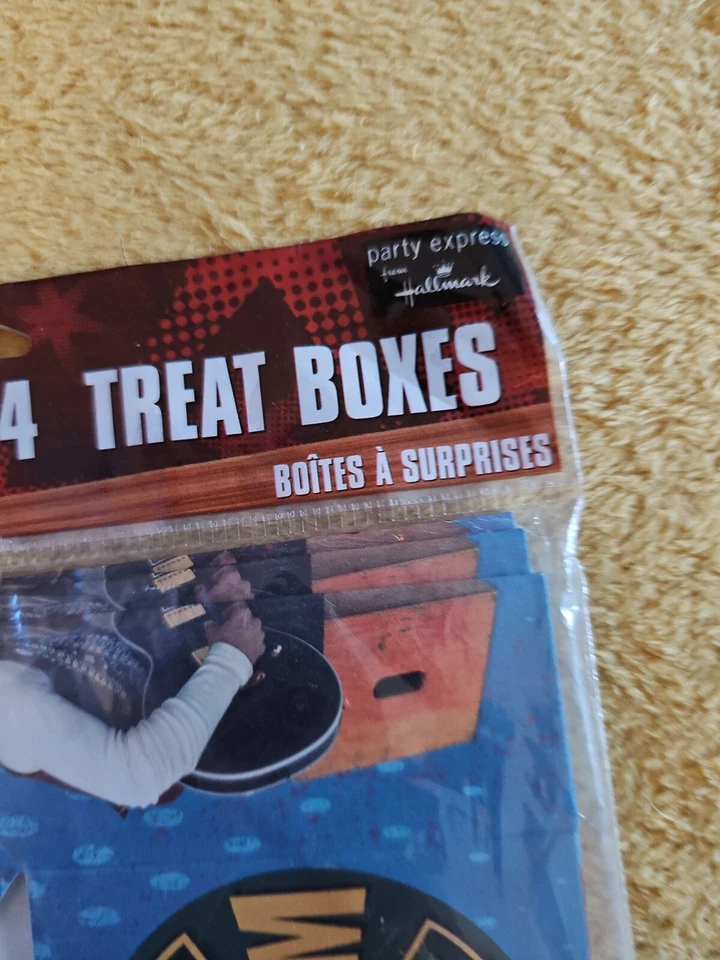 party express
from
Hallmark
4 TREAT BOXES
BOÎTES À SURPRISES
M